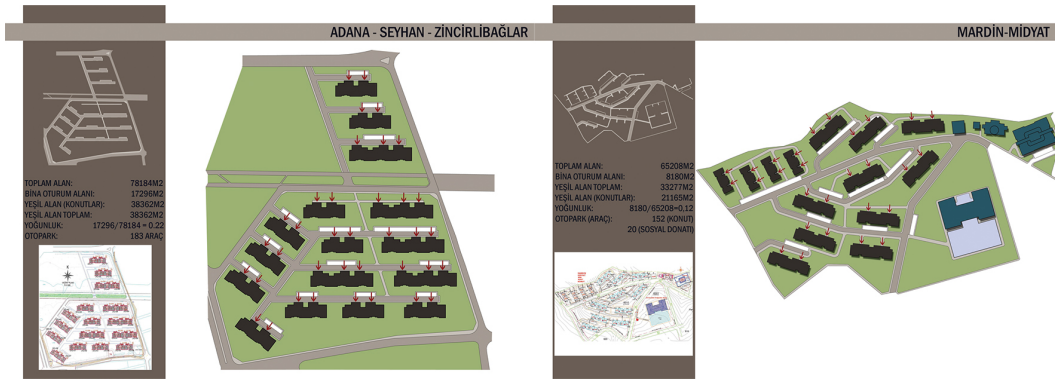 ADANA - SEYHAN - ZİNCİRLİBAĞLAR
TOPLAM ALAN: 78184M2
BİNA OTURUM ALANI: 17296M2
YEŞİL ALAN (KONUTLAR): 38362M2
YEŞİL ALAN TOPLAM: 38362M2
YOĞUNLUK: 17296/78184 = 0.22
OTOPARK: 183 ARAÇ
MARDİN-MİDYAT
TOPLAM ALAN: 65208M2
BİNA OTURUM ALANI: 8180M2
YEŞİL ALAN TOPLAM: 33277M2
YEŞİL ALAN (KONUTLAR): 21165M2
YOĞUNLUK: 8180/65208=0.12
OTOPARK (ARAÇ): 152 (KONUT)
20 (SOSYAL DONATI)